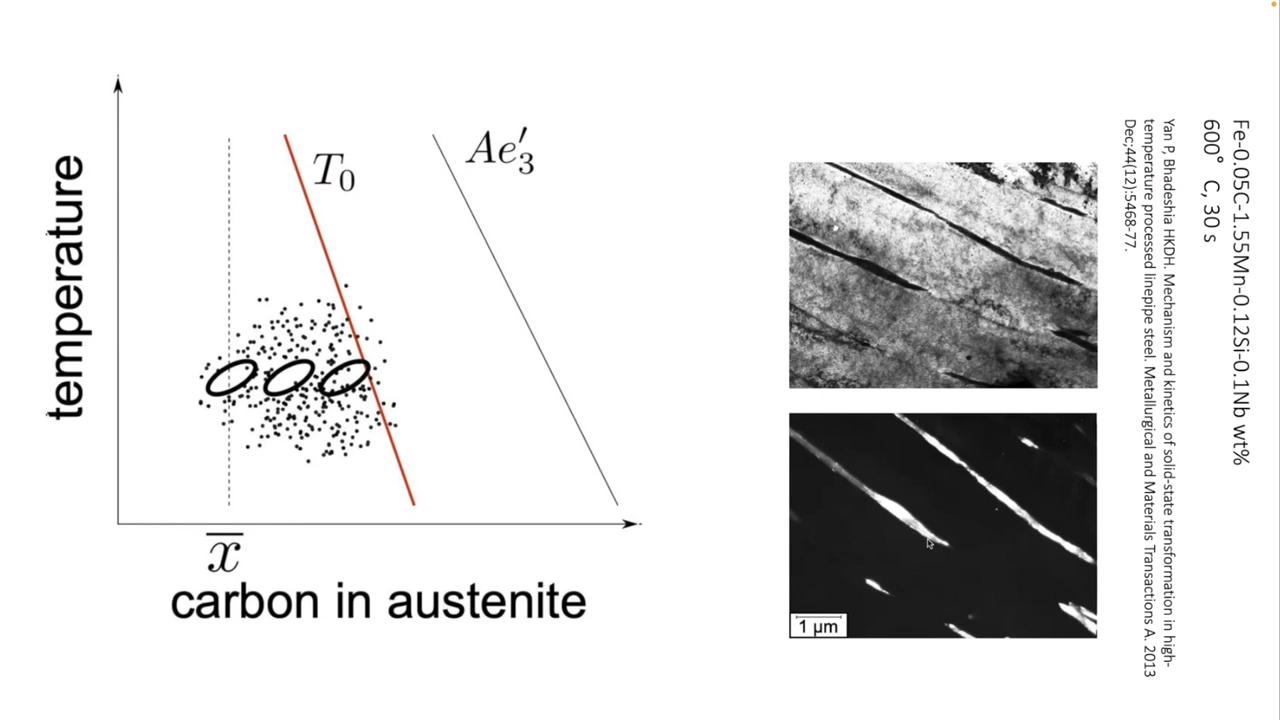 temperature
T0
Ae′3
x̅
carbon in austenite
1 μm
Fe-0.05C-1.55Mn-0.12Si-0.1Nb wt%
600° C, 30 s
Yan P, Bhadeshia HKDH. Mechanism and kinetics of solid-state transformation in high-
temperature processed linepipe steel. Metallurgical and Materials Transactions A. 2013
Dec;44(12):5468-77.